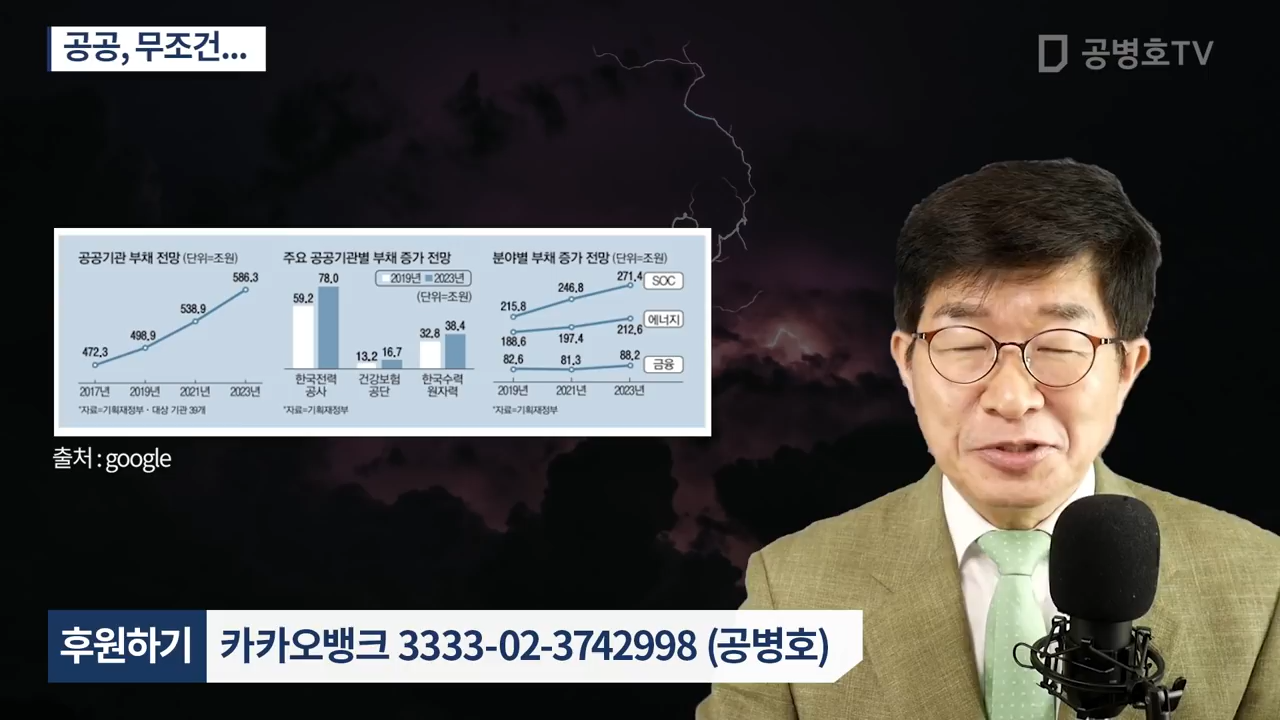 공공, 무조건...
공병호TV
공공기관 부채 전망 (단위=조원)
586.3
538.9
498.9
472.3
2017년 2019년 2021년 2023년
*자료=기획재정부 · 대상 기관 39개
주요 공공기관별 부채 증가 전망
2019년 2023년
(단위=조원)
78.0
59.2
32.8 38.4
13.2 16.7
한국전력 건강보험 한국수력
공사 공단 원자력
*자료=기획재정부
분야별 부채 증가 전망 (단위=조원)
271.4 SOC
246.8
215.8
에너지
188.6 197.4 212.6
82.6 81.3 88.2 금융
2019년 2021년 2023년
*자료=기획재정부
출처 : google
후원하기 카카오뱅크 3333-02-3742998 (공병호)